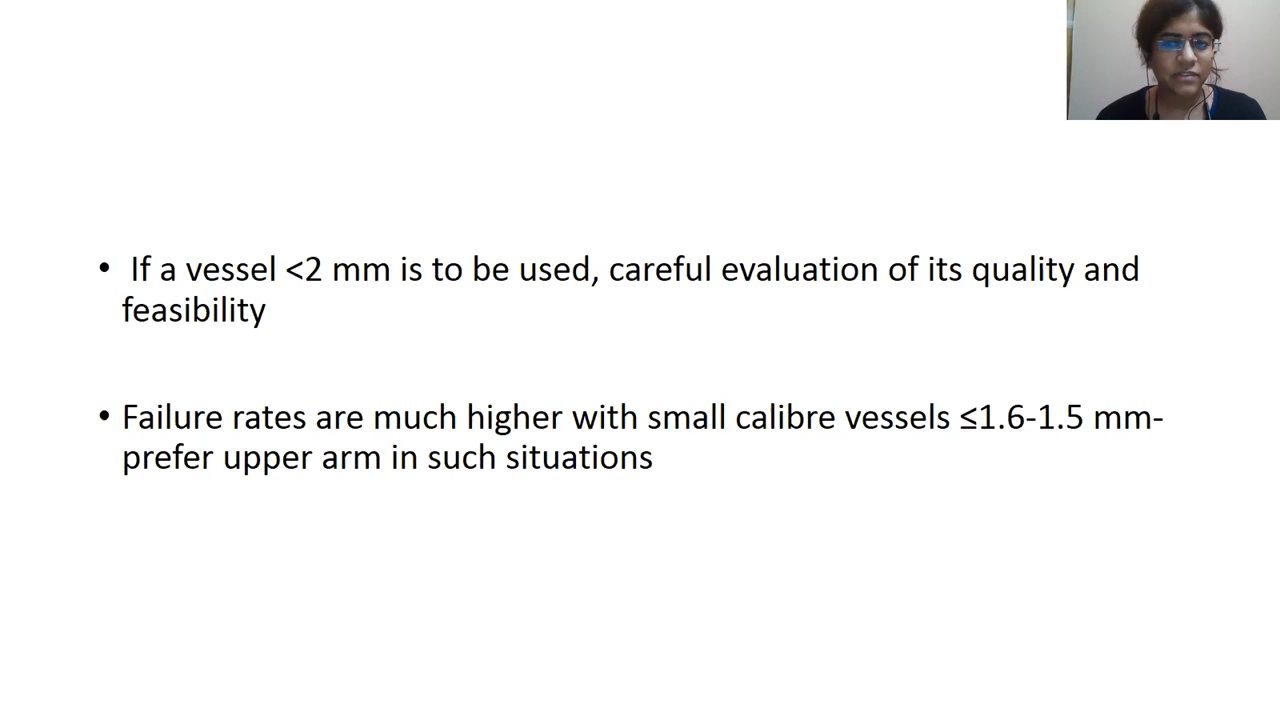 • If a vessel <2 mm is to be used, careful evaluation of its quality and
feasibility
• Failure rates are much higher with small calibre vessels ≤1.6-1.5 mm-
prefer upper arm in such situations